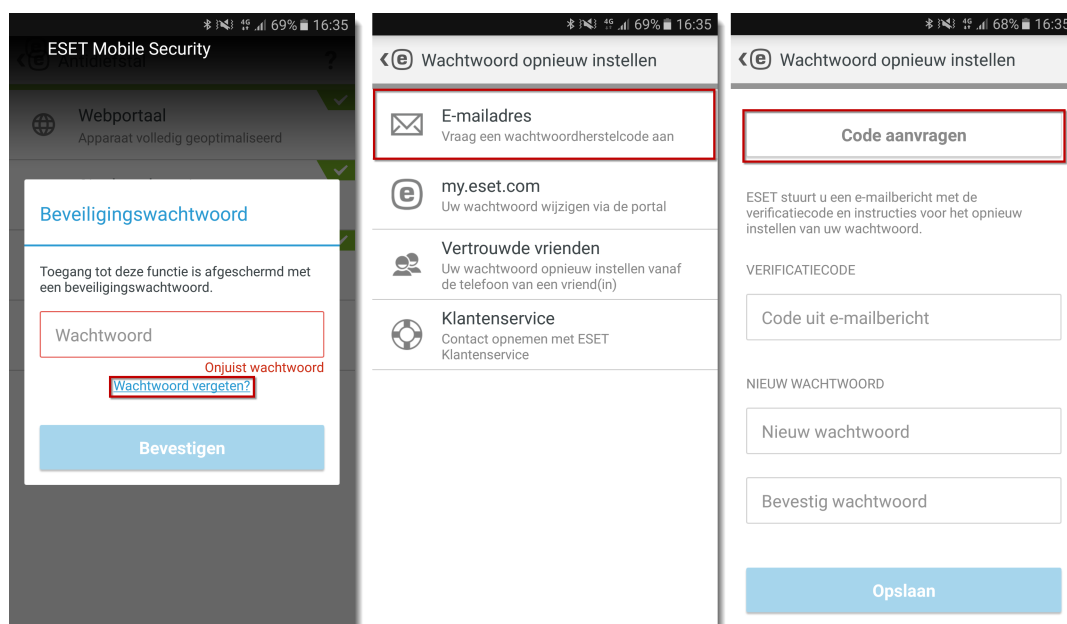 69% 16:35
ESET Mobile Security
Antidiefstal ?
Webportaal
Apparaat volledig geoptimaliseerd
Beveiligingswachtwoord
Toegang tot deze functie is afgeschermd met
een beveiligingswachtwoord.
Wachtwoord
Onjuist wachtwoord
Wachtwoord vergeten?
Bevestigen
4G 69% 16:35
Wachtwoord opnieuw instellen
E-mailadres
Vraag een wachtwoordherstelcode aan
my.eset.com
Uw wachtwoord wijzigen via de portal
Vertrouwde vrienden
Uw wachtwoord opnieuw instellen vanaf
de telefoon van een vriend(in)
Klantenservice
Contact opnemen met ESET
Klantenservice
4G 68% 16:35
Wachtwoord opnieuw instellen
Code aanvragen
ESET stuurt u een e-mailbericht met de
verificatiecode en instructies voor het opnieuw
instellen van uw wachtwoord.
VERIFICATIECODE
Code uit e-mailbericht
NIEUW WACHTWOORD
Nieuw wachtwoord
Bevestig wachtwoord
Opslaan